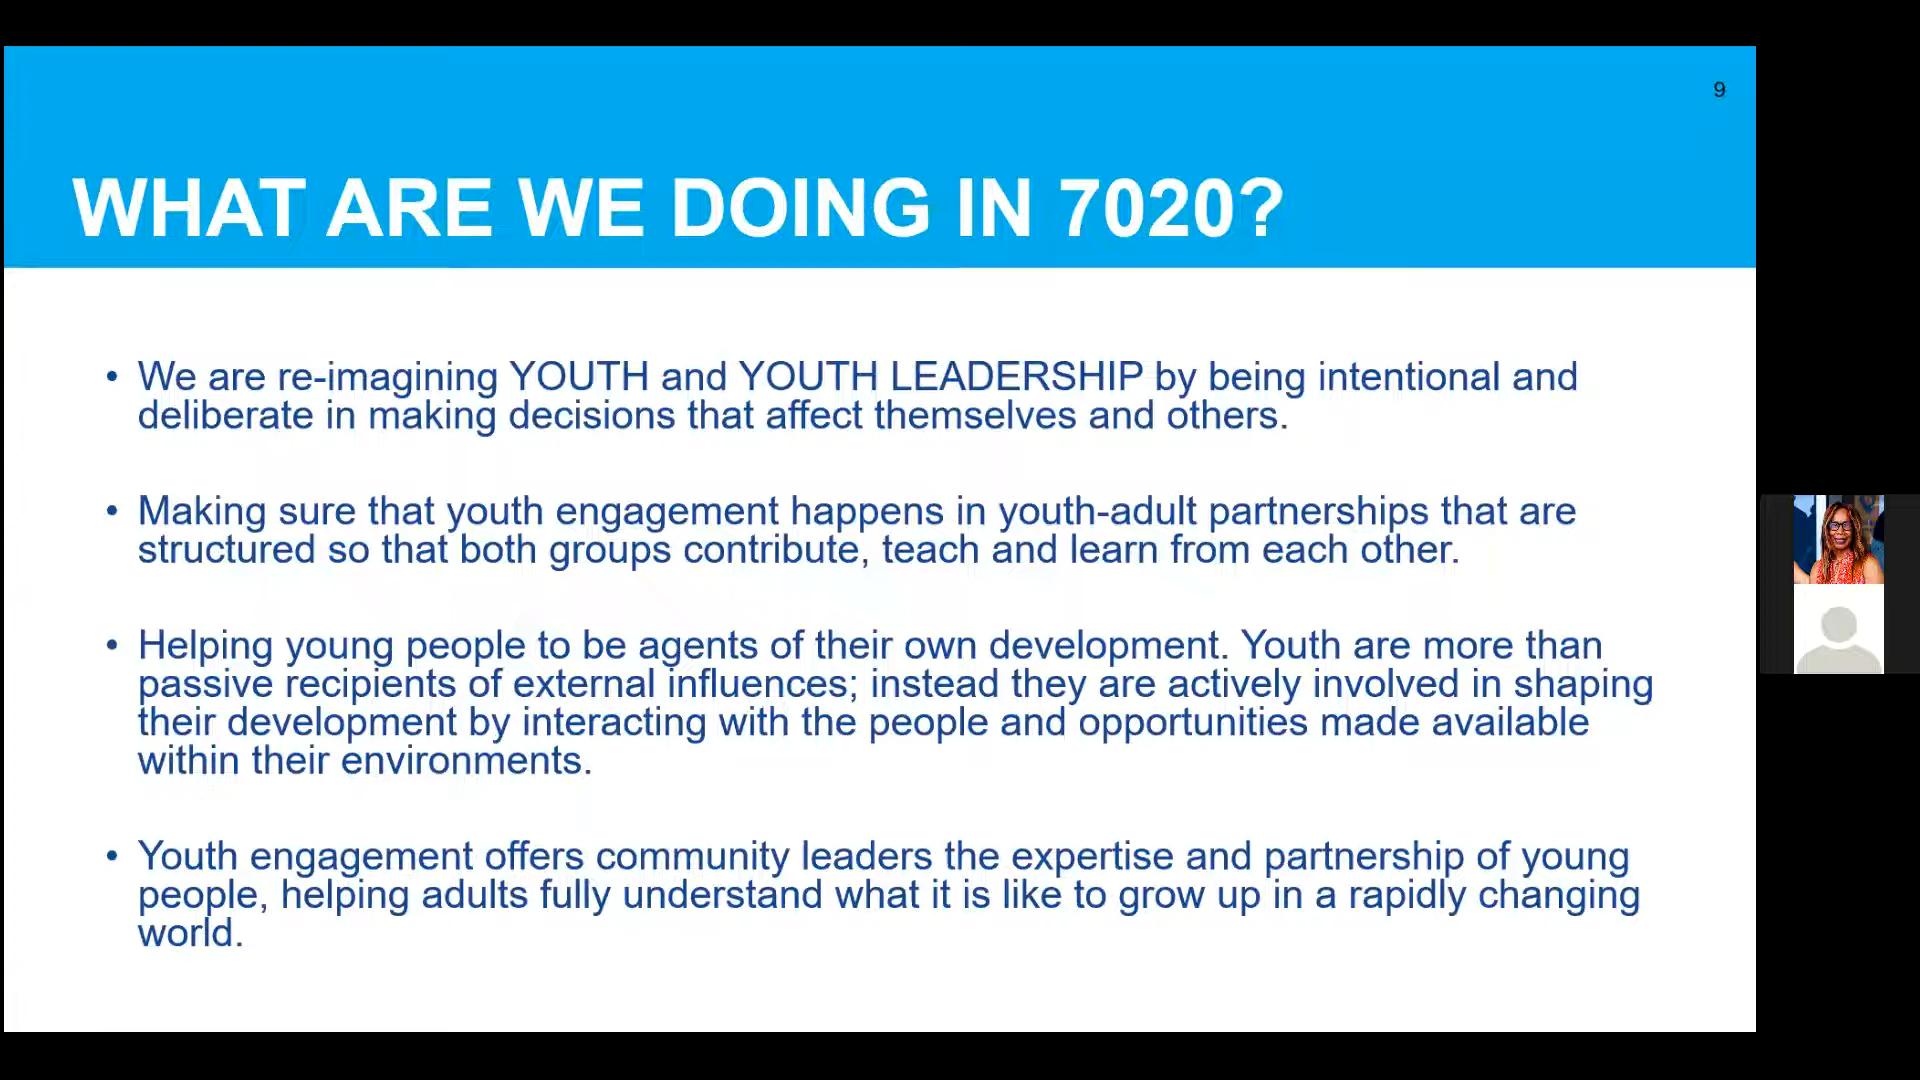 9
WHAT ARE WE DOING IN 7020?
• We are re-imagining YOUTH and YOUTH LEADERSHIP by being intentional and
deliberate in making decisions that affect themselves and others.
• Making sure that youth engagement happens in youth-adult partnerships that are
structured so that both groups contribute, teach and learn from each other.
• Helping young people to be agents of their own development. Youth are more than
passive recipients of external influences; instead they are actively involved in shaping
their development by interacting with the people and opportunities made available
within their environments.
• Youth engagement offers community leaders the expertise and partnership of young
people, helping adults fully understand what it is like to grow up in a rapidly changing
world.